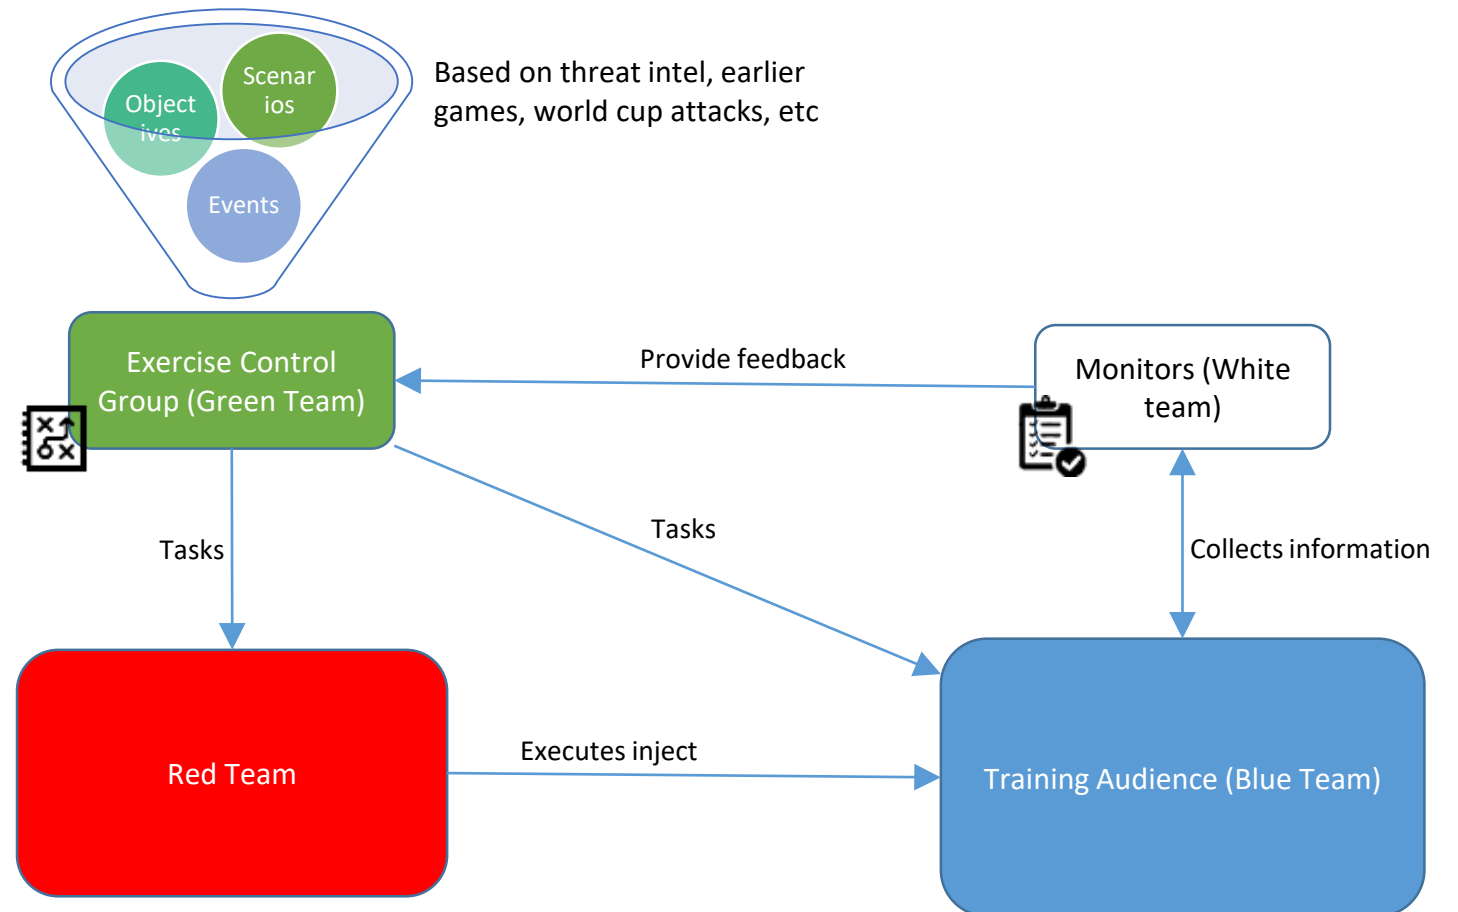 Scenar
ios
Object
ives
Events
Based on threat intel, earlier
games, world cup attacks, etc
Exercise Control
Group (Green Team)
Provide feedback
Monitors (White
team)
Tasks
Tasks
Collects information
Red Team
Executes inject
Training Audience (Blue Team)